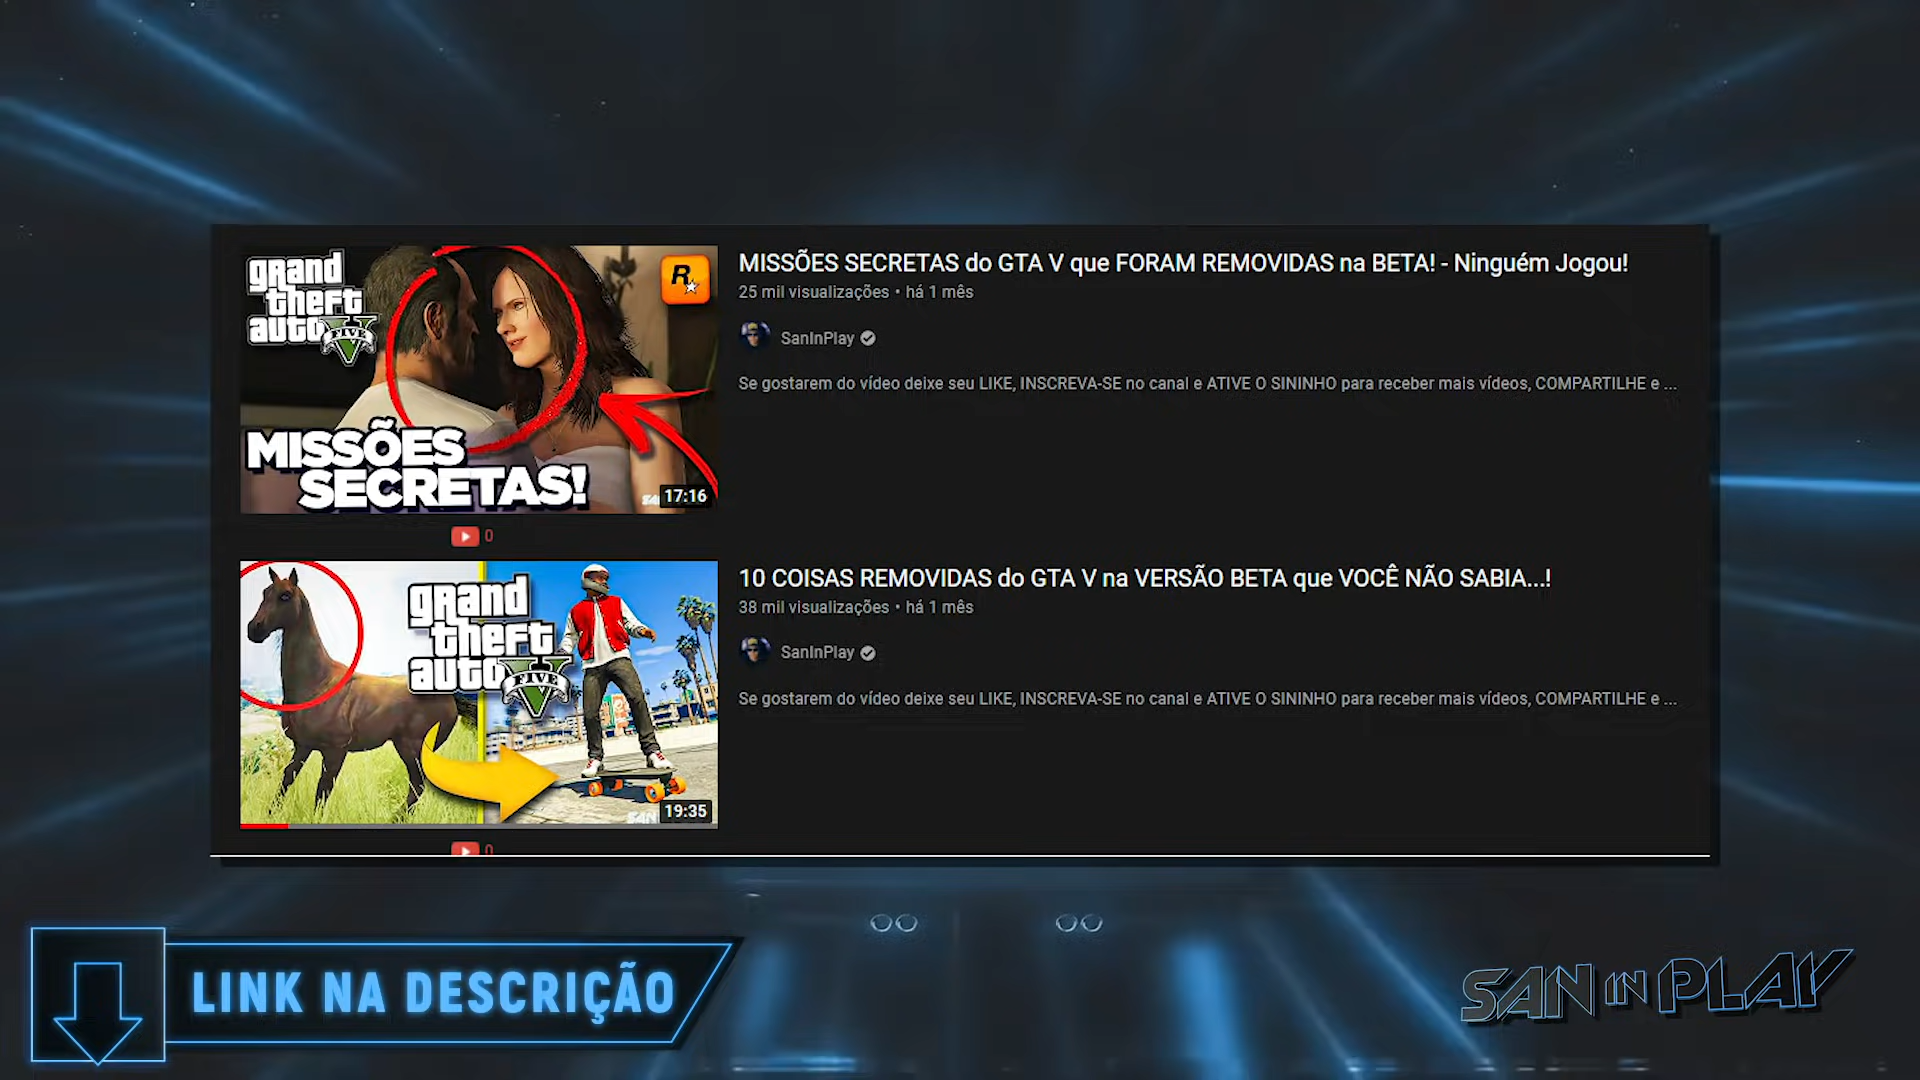 grand
theft
auto
FIVE
R
MISSÕES
SECRETAS!
17:16
MISSÕES SECRETAS do GTA V que FORAM REMOVIDAS na BETA! - Ninguém Jogou!
25 mil visualizações • há 1 mês
SanInPlay
Se gostarem do vídeo deixe seu LIKE, INSCREVA-SE no canal e ATIVE O SININHO para receber mais vídeos, COMPARTILHE e ...
0
grand
theft
auto
FIVE
19:35
10 COISAS REMOVIDAS do GTA V na VERSÃO BETA que VOCÊ NÃO SABIA...!
38 mil visualizações • há 1 mês
SanInPlay
Se gostarem do vídeo deixe seu LIKE, INSCREVA-SE no canal e ATIVE O SININHO para receber mais vídeos, COMPARTILHE e ...
0
LINK NA DESCRIÇÃO
SAN IN PLAY